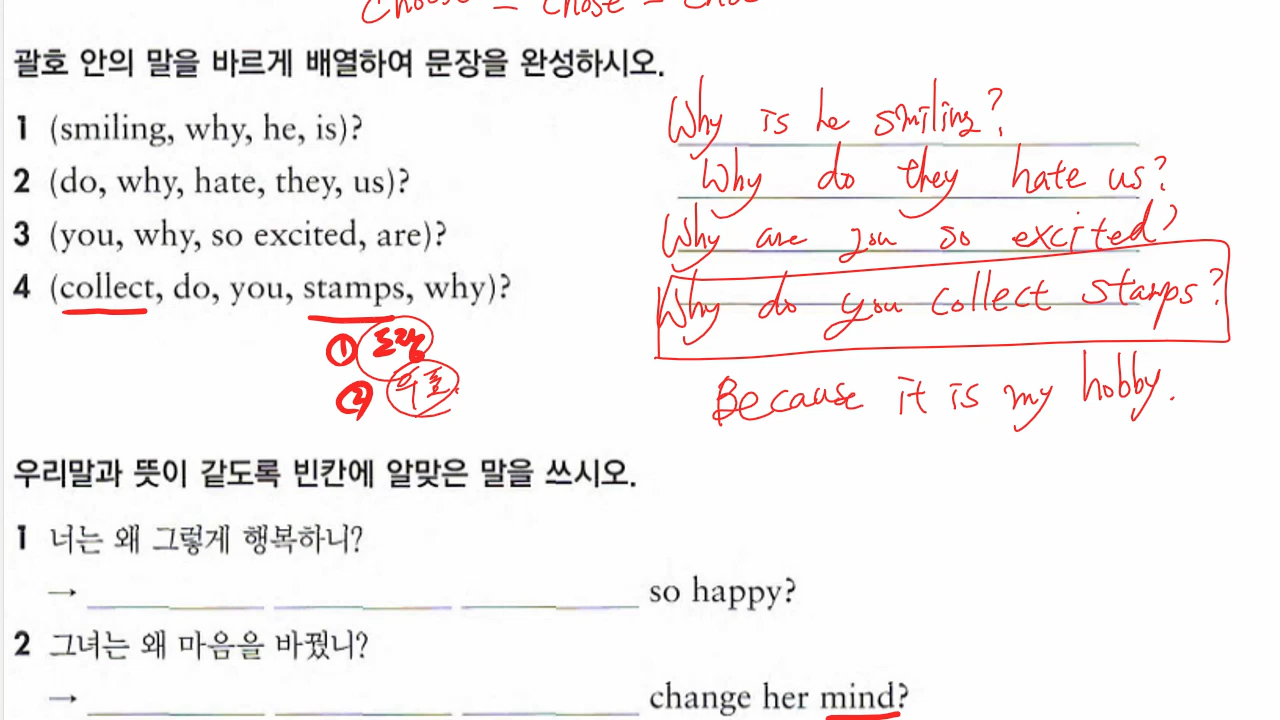 Choose - chose -
괄호 안의 말을 바르게 배열하여 문장을 완성하시오.
1 (smiling, why, he, is)? Why is he smiling?
2 (do, why, hate, they, us)? Why do they hate us?
3 (you, why, so excited, are)? Why are you so excited?
4 (collect, do, you, stamps, why)? Why do you collect stamps?
① 도장
② 우표
Because it is my hobby.
우리말과 뜻이 같도록 빈칸에 알맞은 말을 쓰시오.
1 너는 왜 그렇게 행복하니?
→ so happy?
2 그녀는 왜 마음을 바꿨니?
→ change her mind?